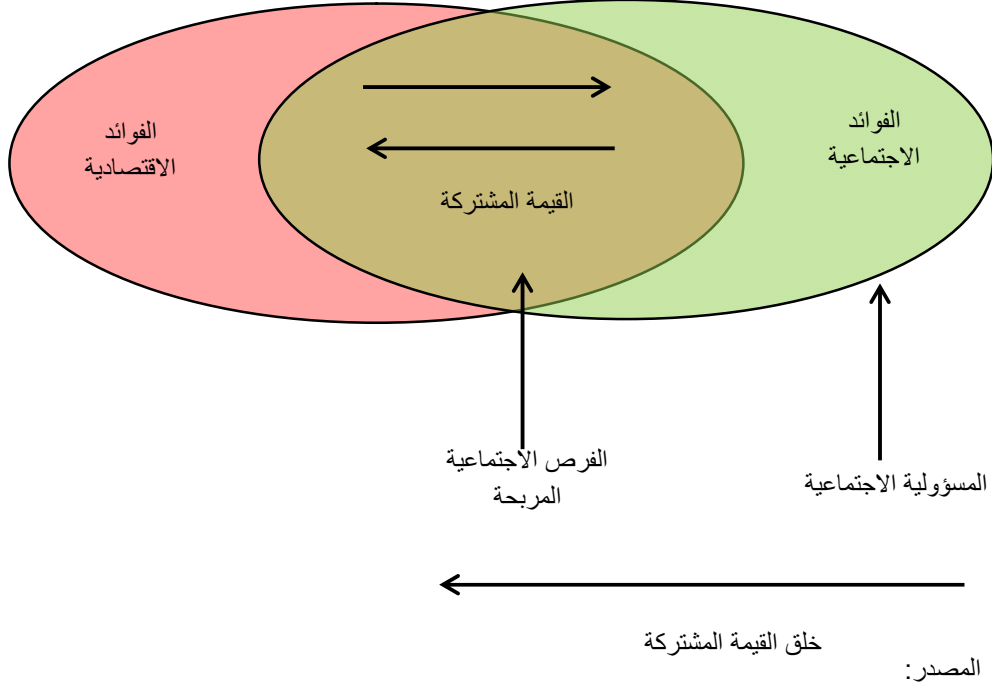 الفوائد
الاجتماعية
الفوائد
الاقتصادية
القيمة المشتركة
المسؤولية الاجتماعية
الفرص الاجتماعية
المربحة
خلق القيمة المشتركة
المصدر: